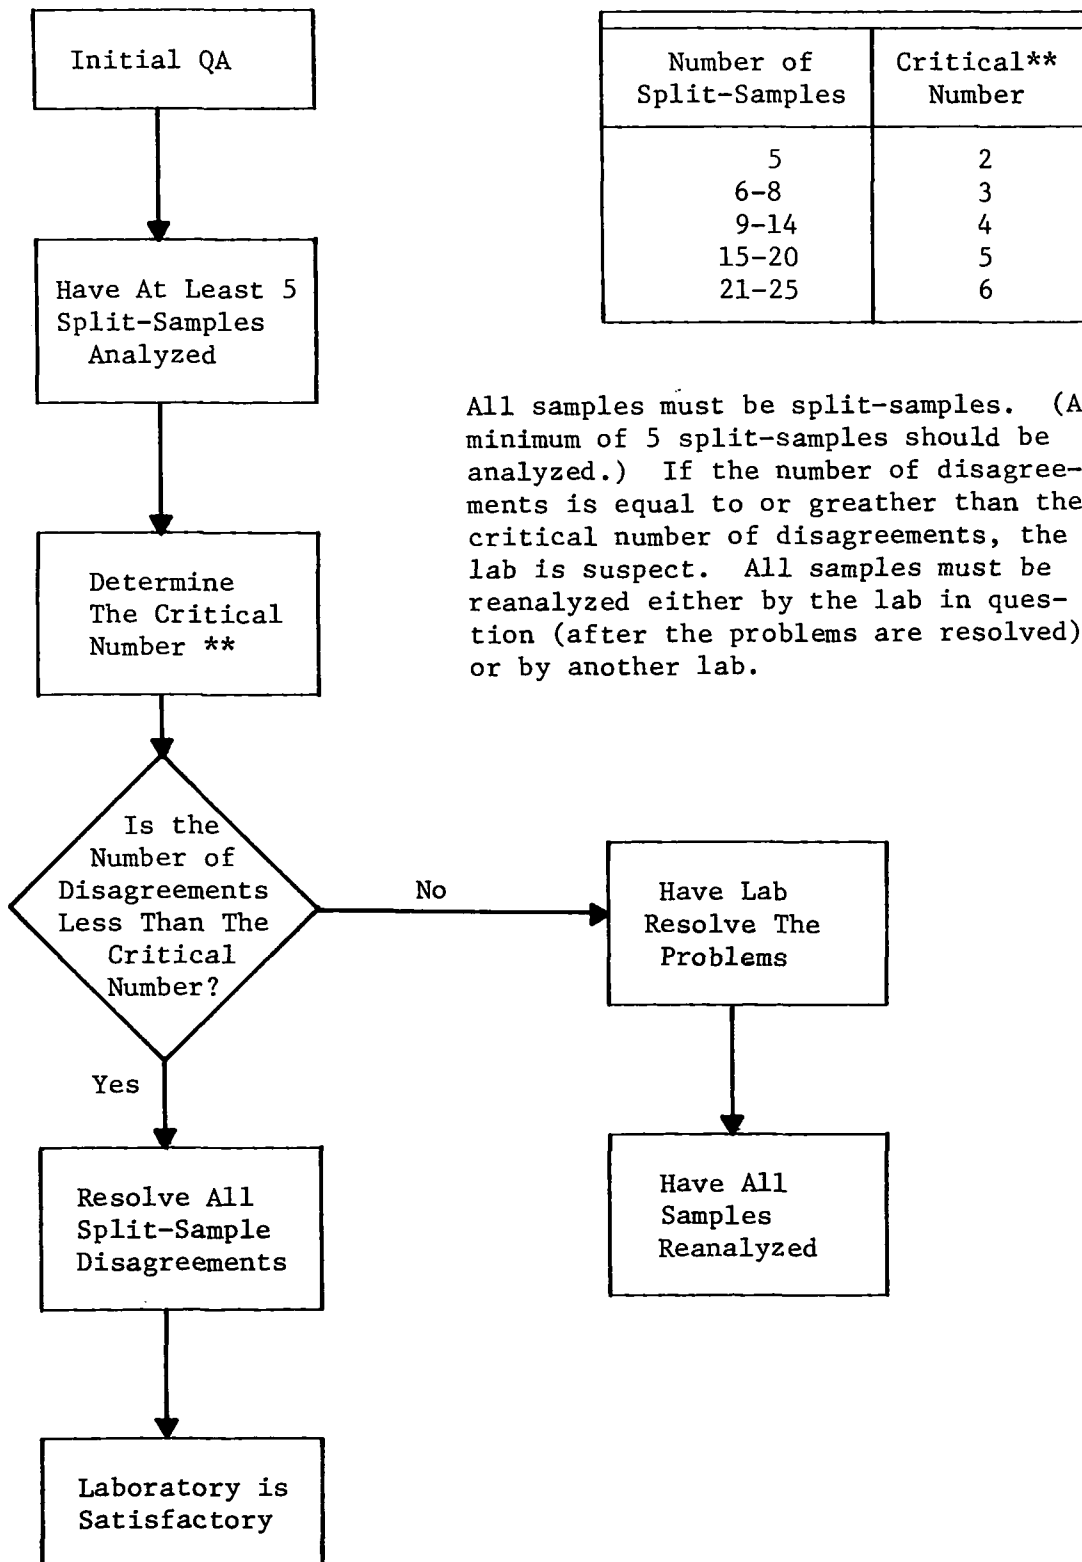 Initial QA
Have At Least 5
Split-Samples
Analyzed
Determine
The Critical
Number **
Is the
Number of
Disagreements
Less Than The
Critical
Number?
Yes
No
Resolve All
Split-Sample
Disagreements
Laboratory is
Satisfactory
Have Lab
Resolve The
Problems
Have All
Samples
Reanalyzed
Number of Critical**
Split-Samples Number
5 2
6-8 3
9-14 4
15-20 5
21-25 6
All samples must be split-samples. (A
minimum of 5 split-samples should be
analyzed.) If the number of disagree-
ments is equal to or greather than the
critical number of disagreements, the
lab is suspect. All samples must be
reanalyzed either by the lab in ques-
tion (after the problems are resolved)
or by another lab.